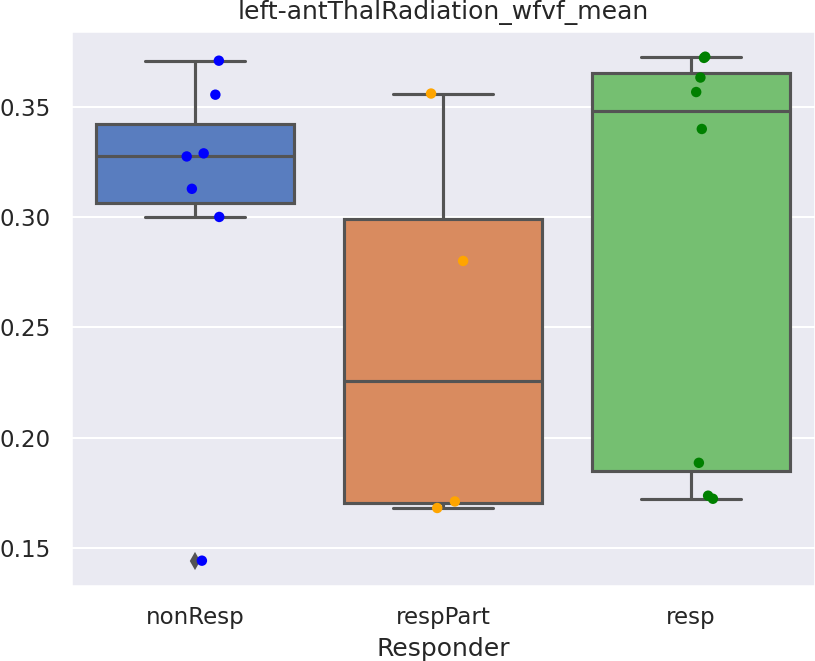 left-antThalRadiation_wfvf_mean
0.35
0.30
0.25
0.20
0.15
nonResp respPart resp
Responder